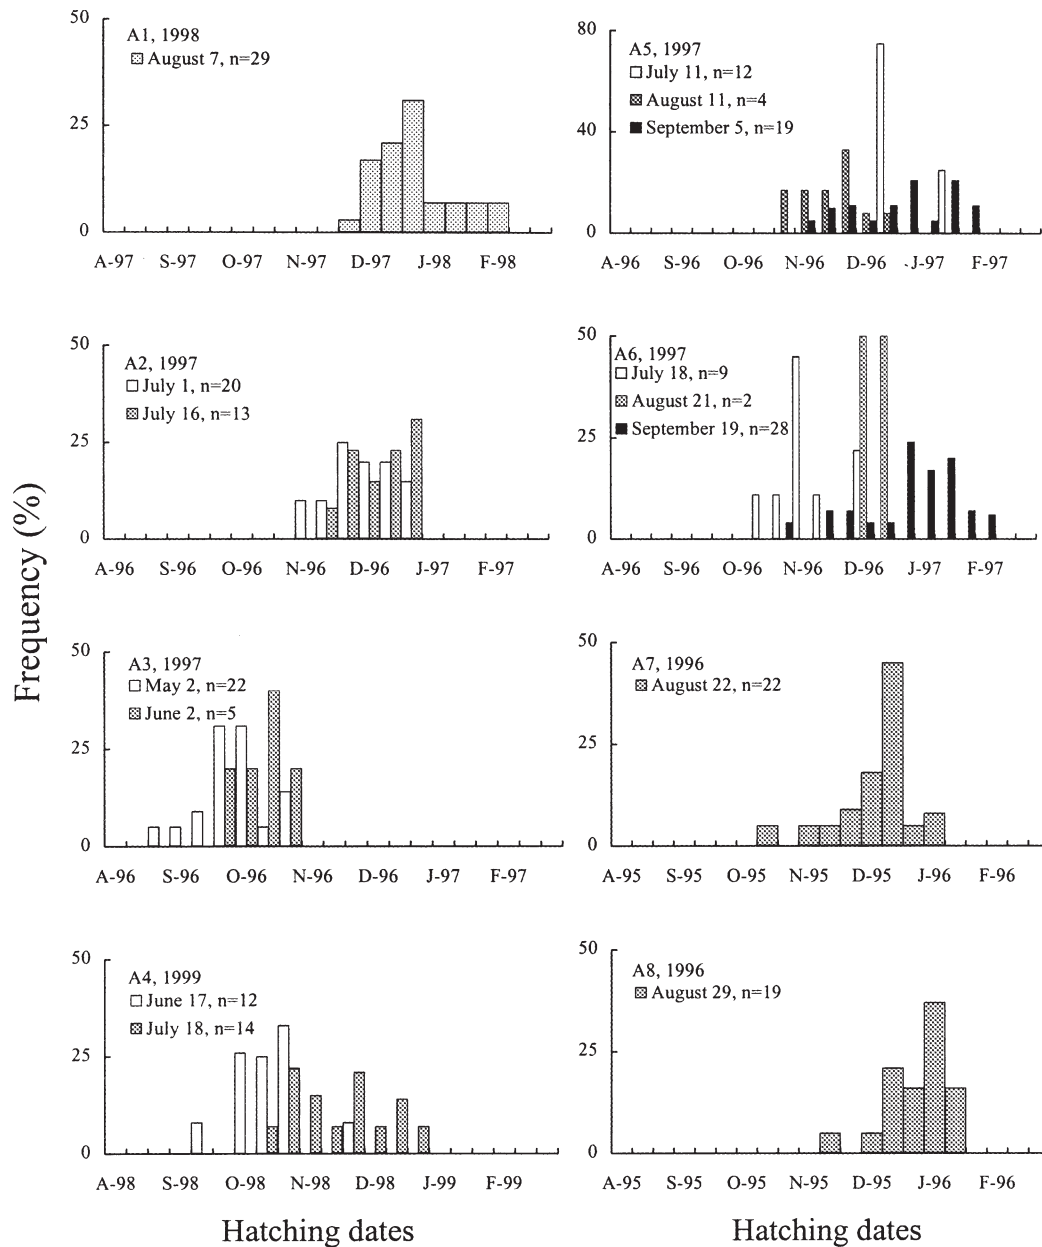 Frequency (%)
50
25
0
A1, 1998
August 7, n=29
A-97 S-97 O-97 N-97 D-97 J-98 F-98
50
25
0
A2, 1997
July 1, n=20
July 16, n=13
A-96 S-96 O-96 N-96 D-96 J-97 F-97
50
25
0
A3, 1997
May 2, n=22
June 2, n=5
A-96 S-96 O-96 N-96 D-96 J-97 F-97
50
25
0
A4, 1999
June 17, n=12
July 18, n=14
A-98 S-98 O-98 N-98 D-98 J-99 F-99
Hatching dates
80
40
0
A5, 1997
July 11, n=12
August 11, n=4
September 5, n=19
A-96 S-96 O-96 N-96 D-96 J-97 F-97
50
25
0
A6, 1997
July 18, n=9
August 21, n=2
September 19, n=28
A-96 S-96 O-96 N-96 D-96 J-97 F-97
50
25
0
A7, 1996
August 22, n=22
A-95 S-95 O-95 N-95 D-95 J-96 F-96
50
25
0
A8, 1996
August 29, n=19
A-95 S-95 O-95 N-95 D-95 J-96 F-96
Hatching dates